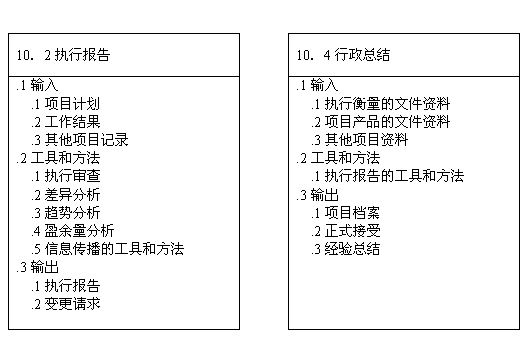 10．2执行报告
.1 输入
.1 项目计划
.2 工作结果
.3 其他项目记录
.2 工具和方法
.1 执行审查
.2 差异分析
.3 趋势分析
.4 盈余量分析
.5 信息传播的工具和方法
.3 输出
.1 执行报告
.2 变更请求
10．4行政总结
.1 输入
.1 执行衡量的文件资料
.2 项目产品的文件资料
.3 其他项目资料
.2 工具和方法
.1 执行报告的工具和方法
.3 输出
.1 项目档案
.2 正式接受
.3 经验总结